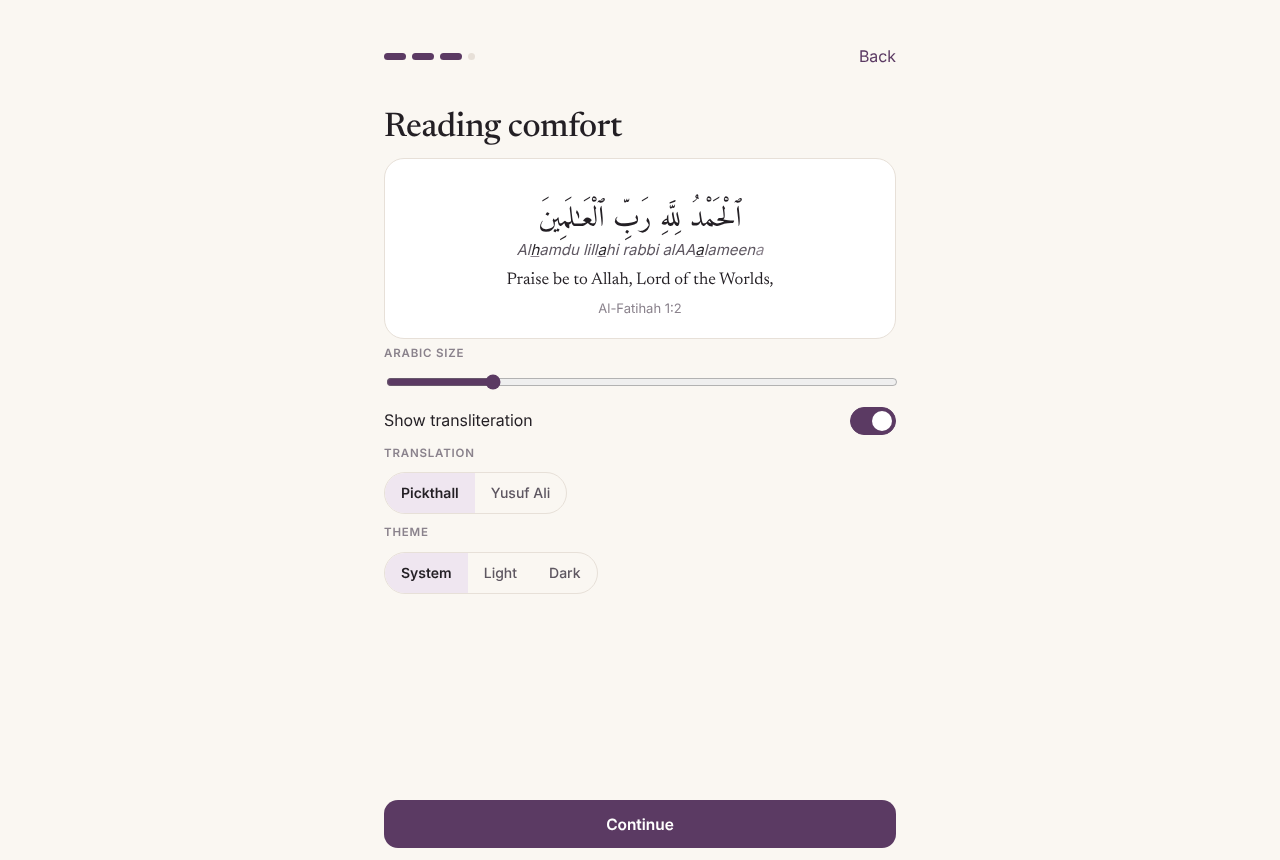 Back
Reading comfort
ٱلْحَمْدُ لِلَّهِ رَبِّ ٱلْعَـٰلَمِينَ
Alhamdu lillahi rabbi alAAalameena
Praise be to Allah, Lord of the Worlds,
Al-Fatihah 1:2
ARABIC SIZE
Show transliteration
TRANSLATION
Pickthall Yusuf Ali
THEME
System Light Dark
Continue